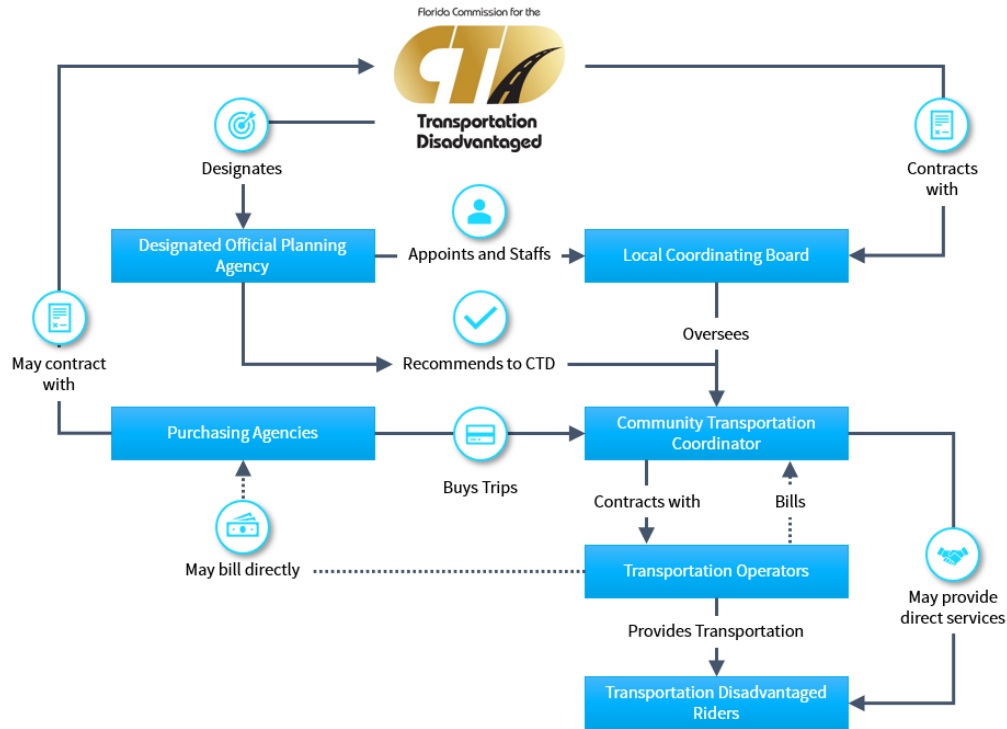 Florida Commission for the
CTD
Transportation
Disadvantaged
Designates
Contracts
with
Designated Official Planning
Agency
Appoints and Staffs
Local Coordinating Board
May contract
with
Recommends to CTD
Oversees
Purchasing Agencies
Buys Trips
Community Transportation
Coordinator
Contracts with
Bills
May bill directly
Transportation Operators
May provide
direct services
Provides Transportation
Transportation Disadvantaged
Riders